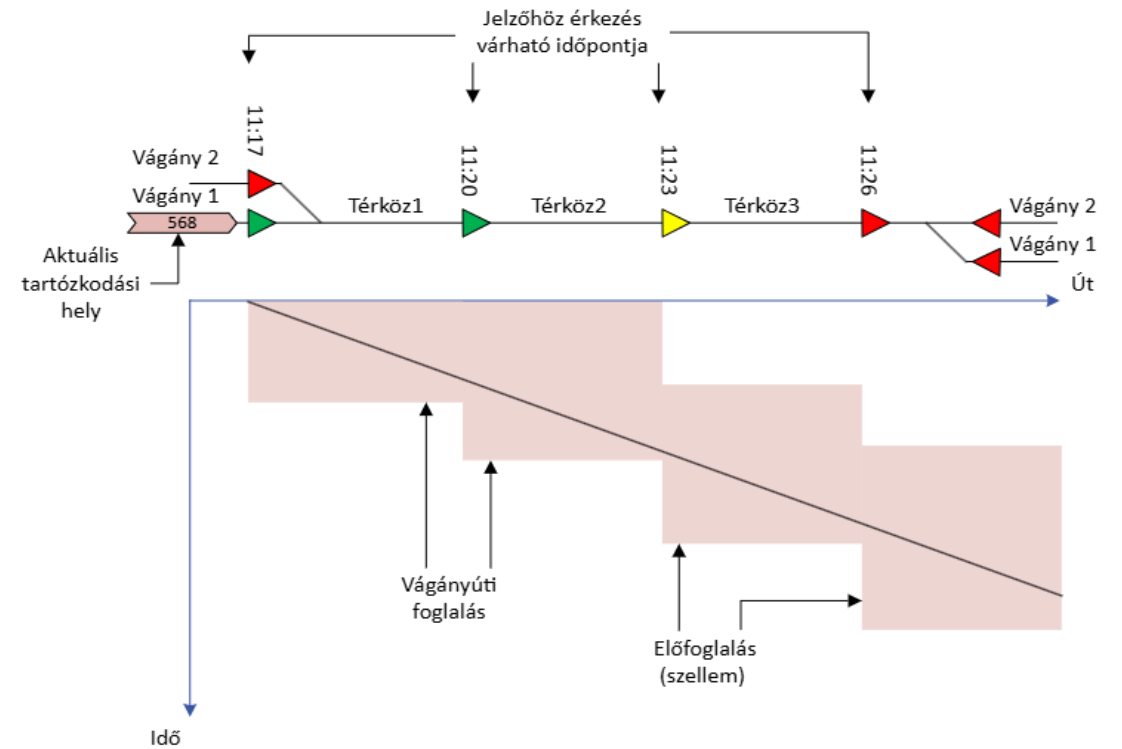 Jelzőhöz érkezés
várható időpontja
11:17
11:20
11:23
11:26
Vágány 2
Vágány 1
568
Térköz1
Térköz2
Térköz3
Vágány 2
Vágány 1
Aktuális
tartózkodási
hely
Út
Vágányúti
foglalás
Előfoglalás
(szellem)
Idő